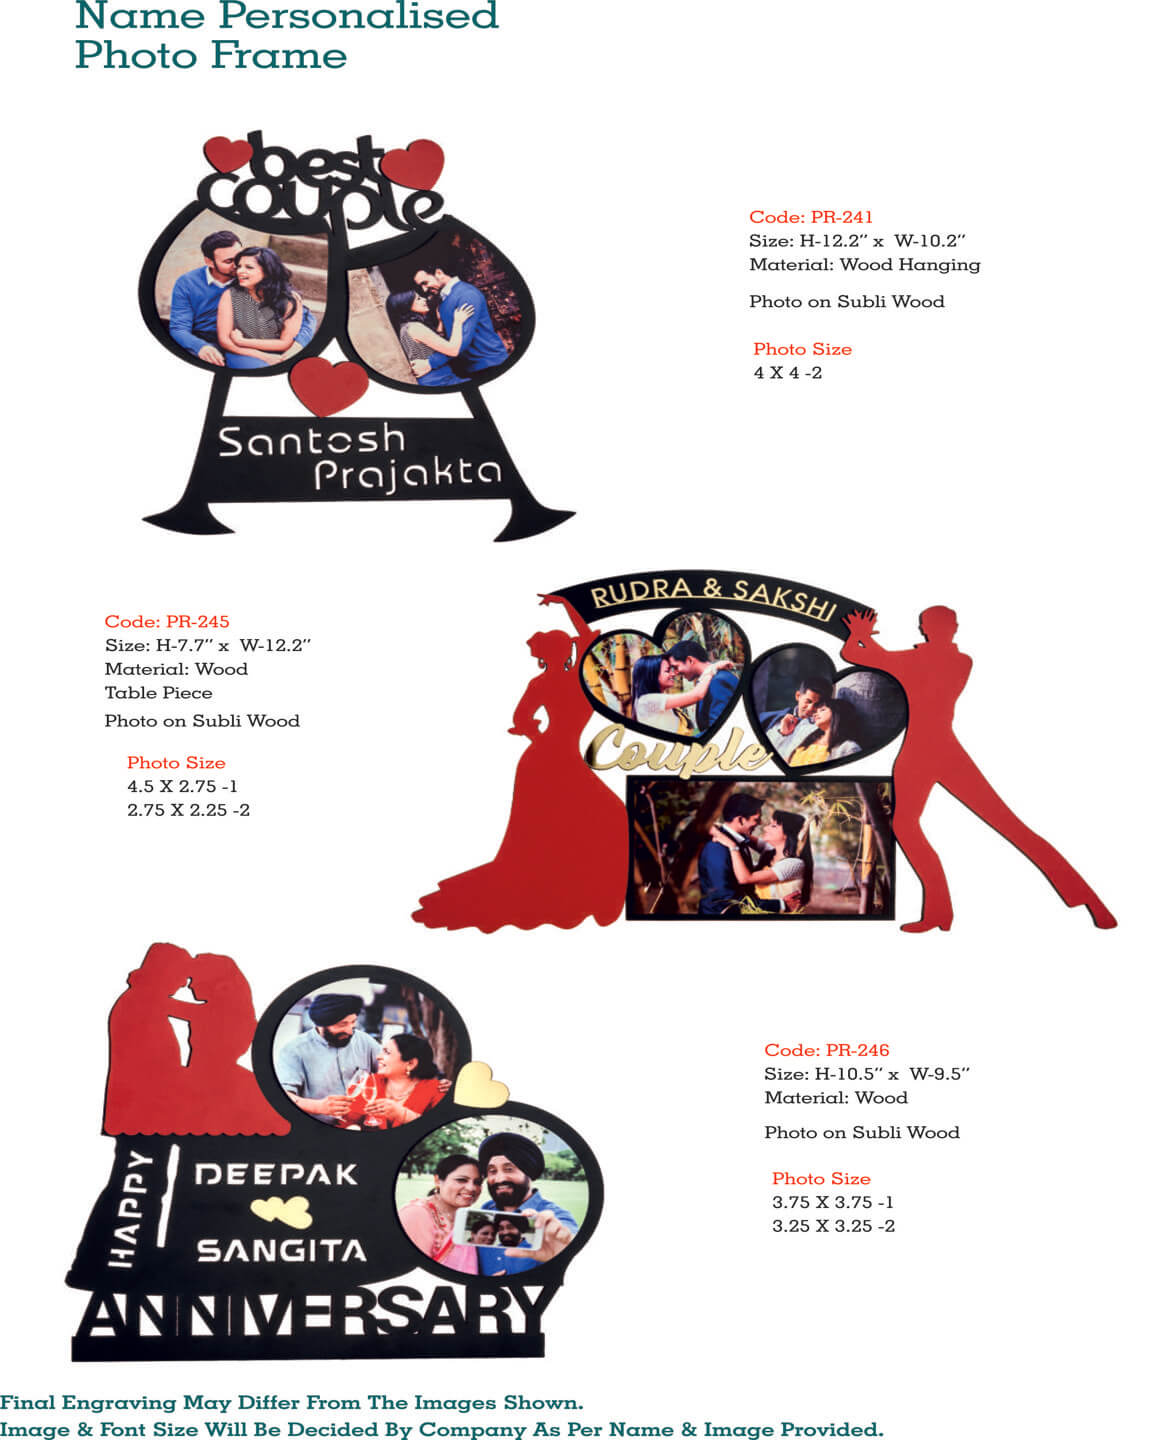 Name Personalised
Photo Frame
best
couple
Santosh
Prajakta
Code: PR-241
Size: H-12.2” x W-10.2”
Material: Wood Hanging
Photo on Subli Wood
Photo Size
4 X 4 -2
Code: PR-245
Size: H-7.7” x W-12.2”
Material: Wood
Table Piece
Photo on Subli Wood
Photo Size
4.5 X 2.75 -1
2.75 X 2.25 -2
RUDRA & SAKSHI
Couple
HAPPY
DEEPAK
SANGITA
ANNIVERSARY
Code: PR-246
Size: H-10.5” x W-9.5”
Material: Wood
Photo on Subli Wood
Photo Size
3.75 X 3.75 -1
3.25 X 3.25 -2
Final Engraving May Differ From The Images Shown.
Image & Font Size Will Be Decided By Company As Per Name & Image Provided.